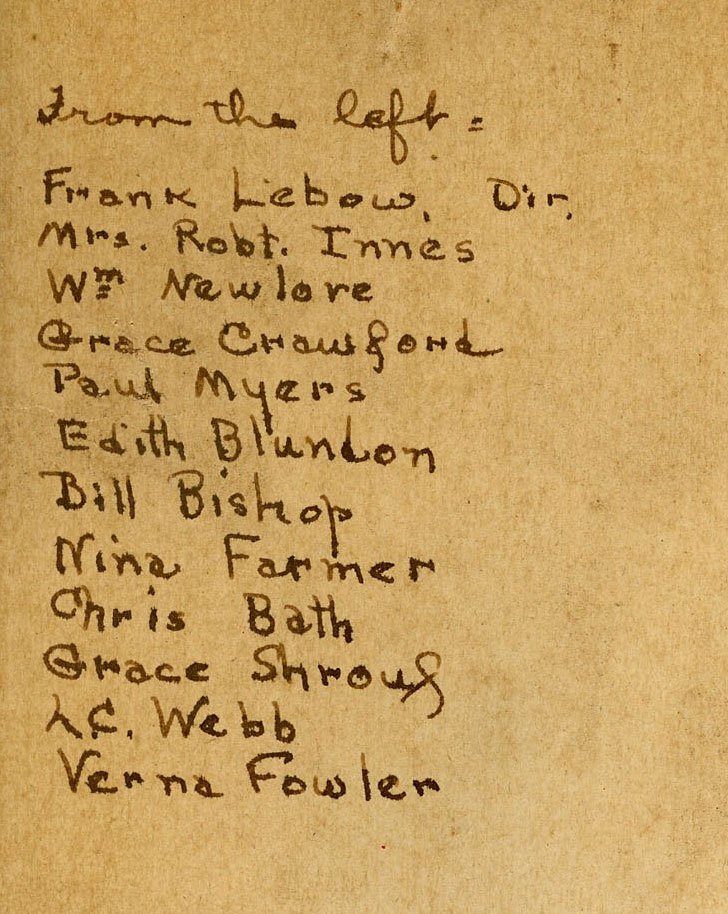 From the left =
Frank Lebow, Dir.
Mrs. Robt. Innes
Wm Newlove
Grace Crawford
Paul Myers
Edith Blundon
Bill Bishop
Nina Farmer
Chris Bath
Grace Shrouf
L.C. Webb
Verna Fowler